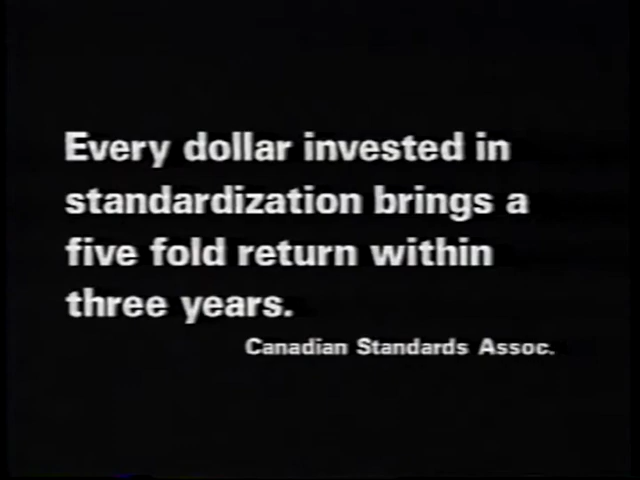 Every dollar invested in
standardization brings a
five fold return within
three years.
Canadian Standards Assoc.